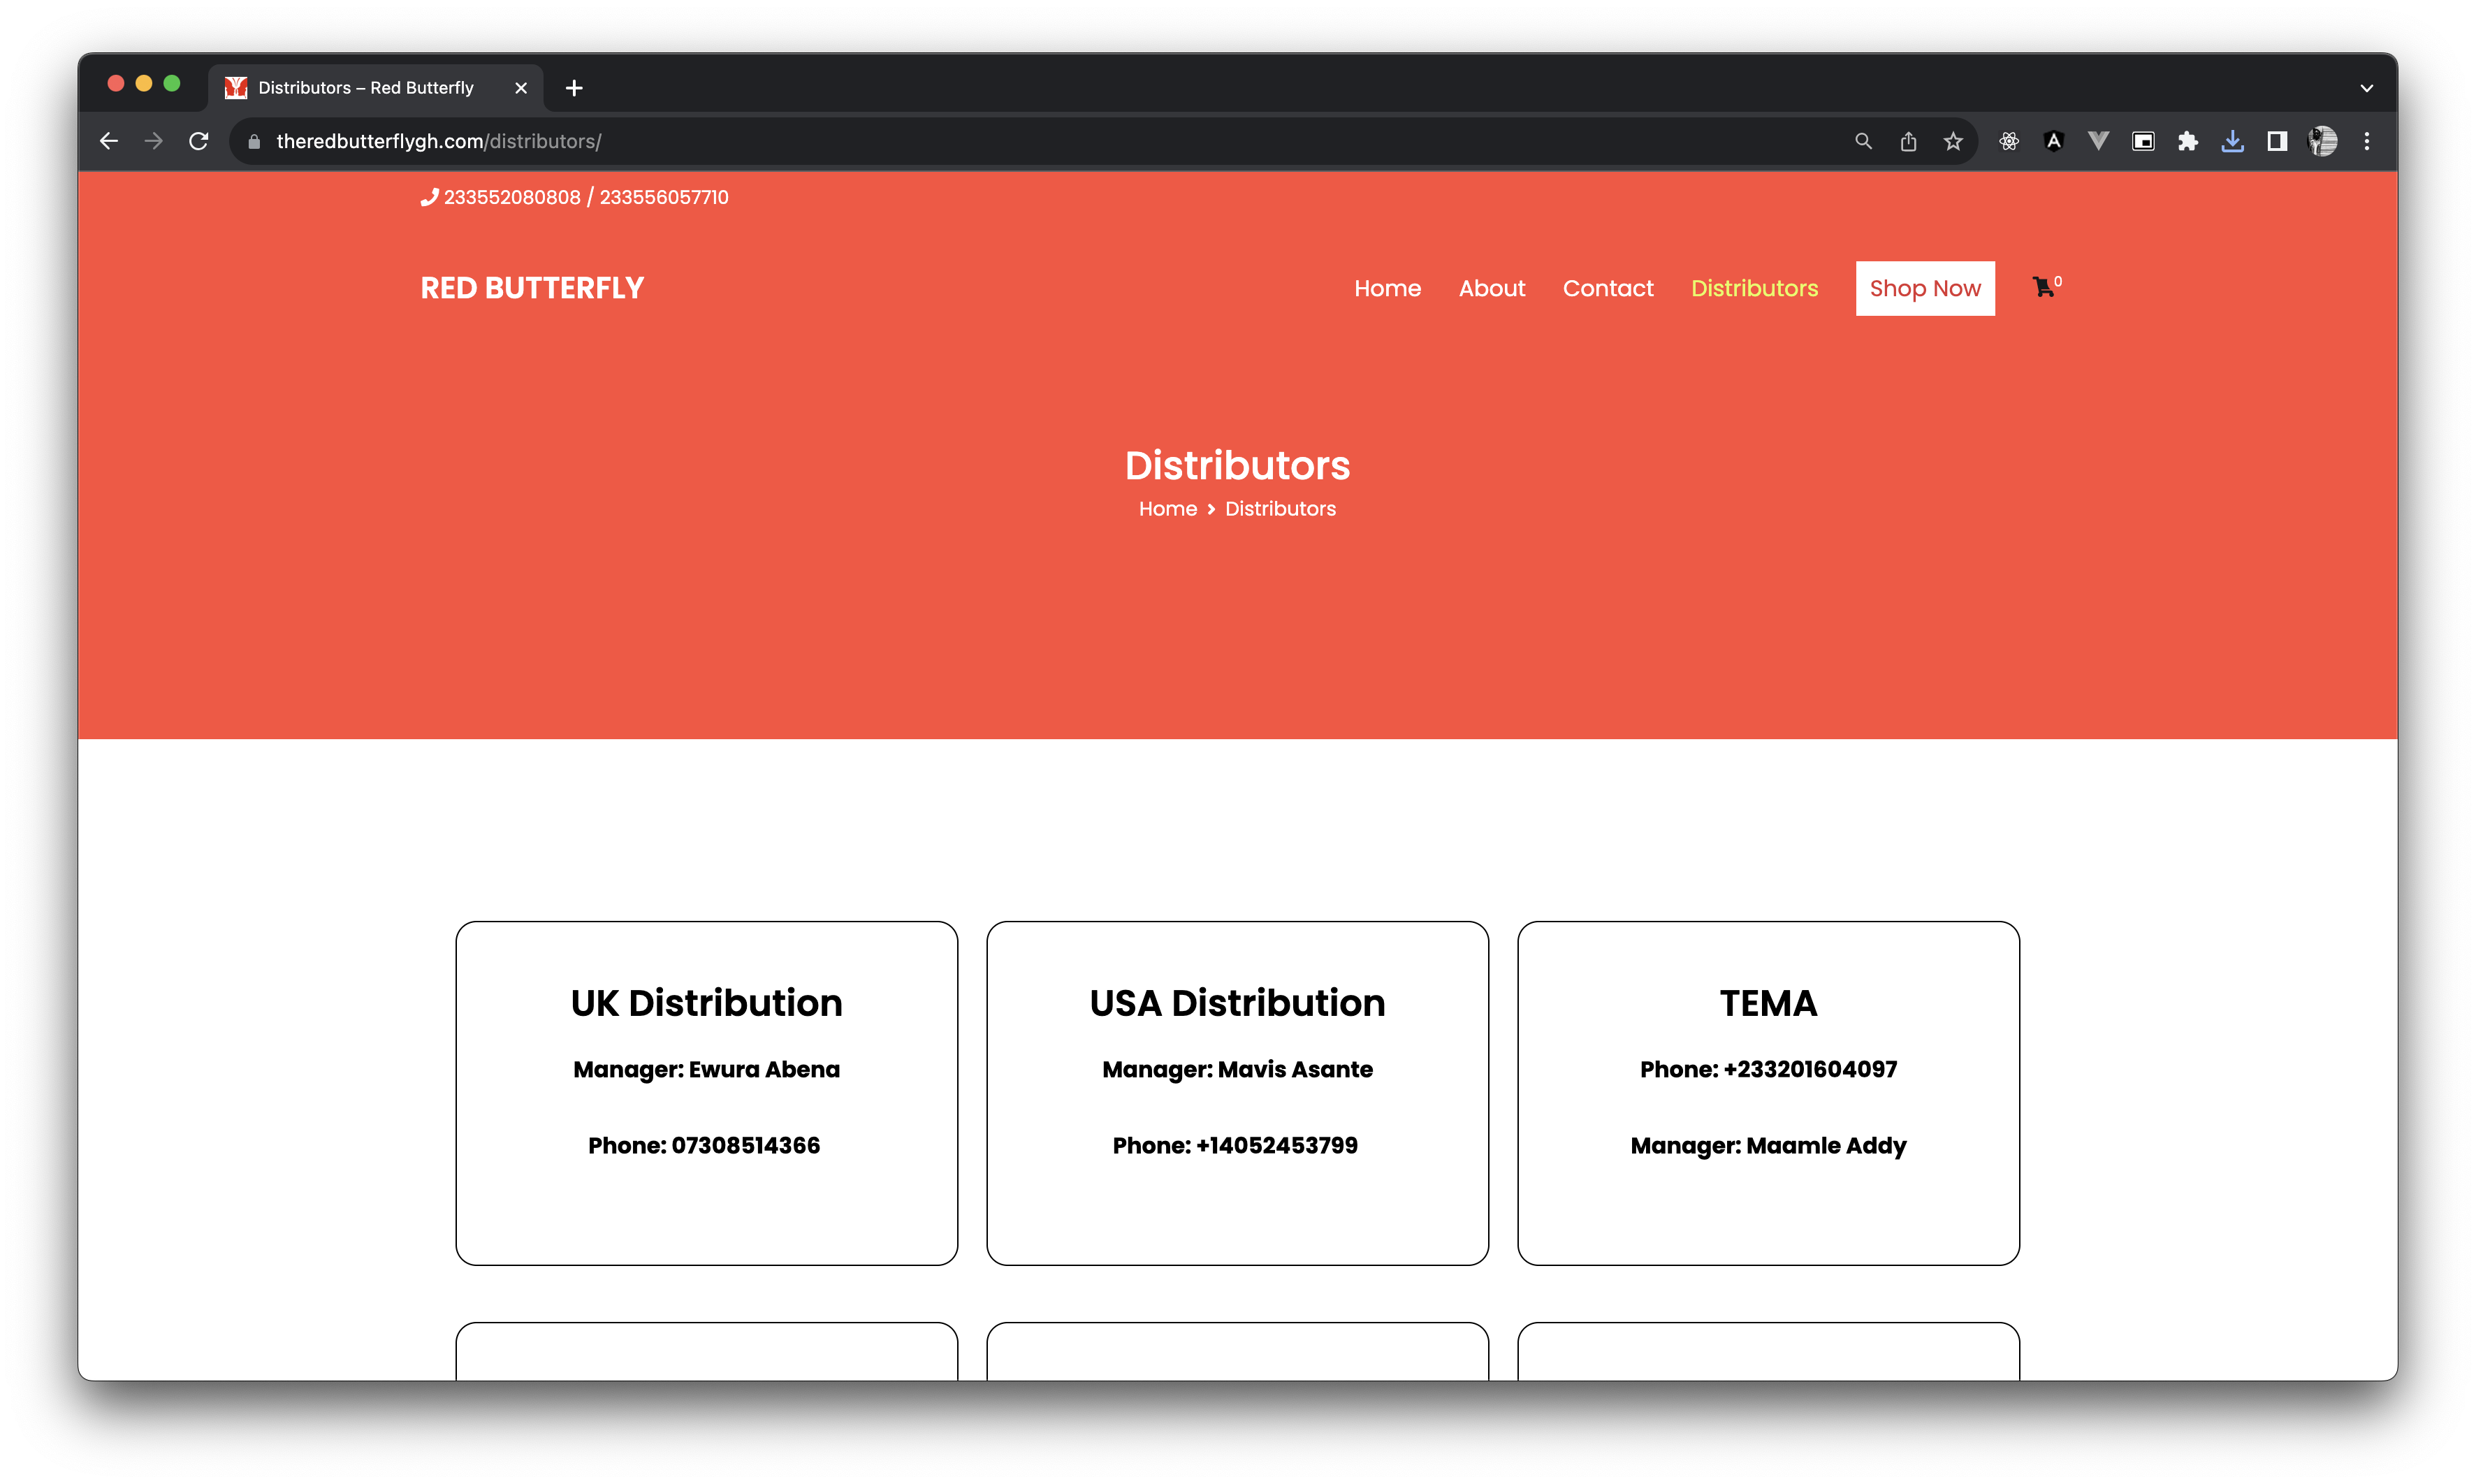 Distributors – Red Butterfly
theredbutterflygh.com/distributors/
233552080808 / 233556057710
RED BUTTERFLY
Home
About
Contact
Distributors
Shop Now
0
Distributors
Home > Distributors
UK Distribution
Manager: Ewura Abena
Phone: 07308514366
USA Distribution
Manager: Mavis Asante
Phone: +14052453799
TEMA
Phone: +233201604097
Manager: Maamle Addy